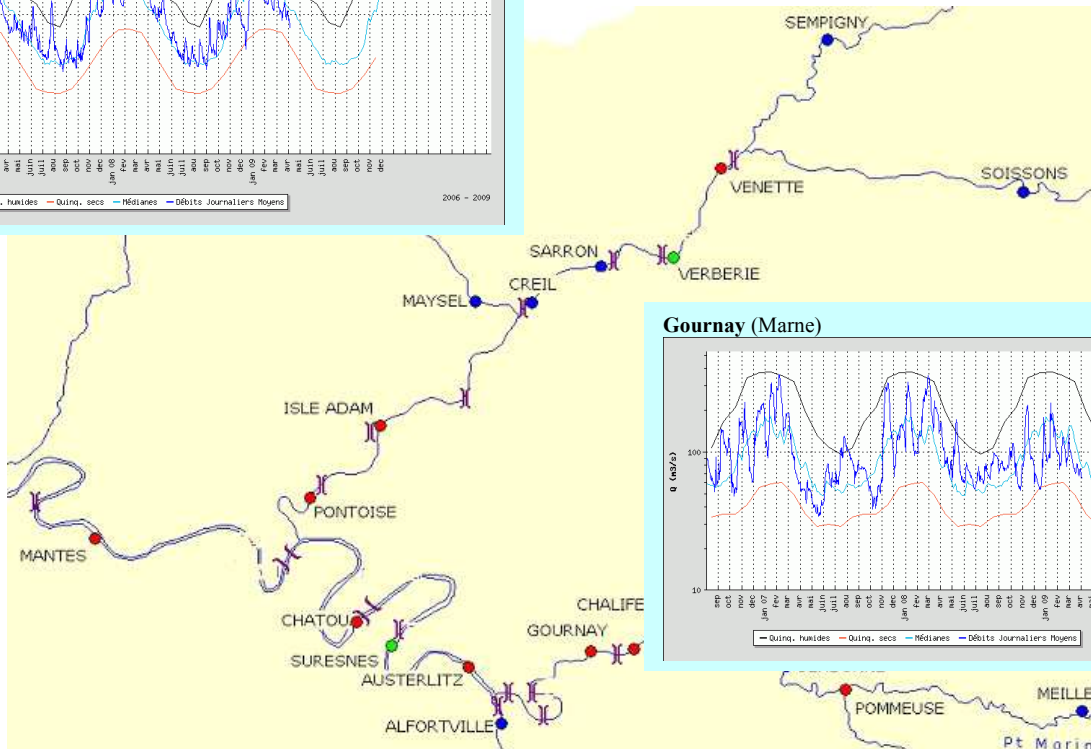 avr mai juin juil aou sep oct nov dec jan 08 fev mar avr mai juin juil aou sep oct nov dec jan 09 fev mar avr mai juin juil aou sep oct nov dec
. humides Quinq. secs Médianes Débits Journaliers Moyens
2006 - 2009
SEMPIGNY
SOISSONS
VENETTE
SARRON
VERBERIE
CREIL
MAYSEL
Gournay (Marne)
ISLE ADAM
100
Q (m3/s)
PONTOISE
MANTES
10
sep oct nov dec jan 07 fev mar avr mai juin juil aou sep oct nov dec jan 08 fev mar avr mai juin juil aou sep oct nov dec jan 09 fev mar avr
CHALIFE
CHATOU
GOURNAY
Quinq. humides Quinq. secs Médianes Débits Journaliers Moyens
SURESNES
AUSTERLITZ
MEILLE
POMMEUSE
ALFORTVILLE
Pt Morin